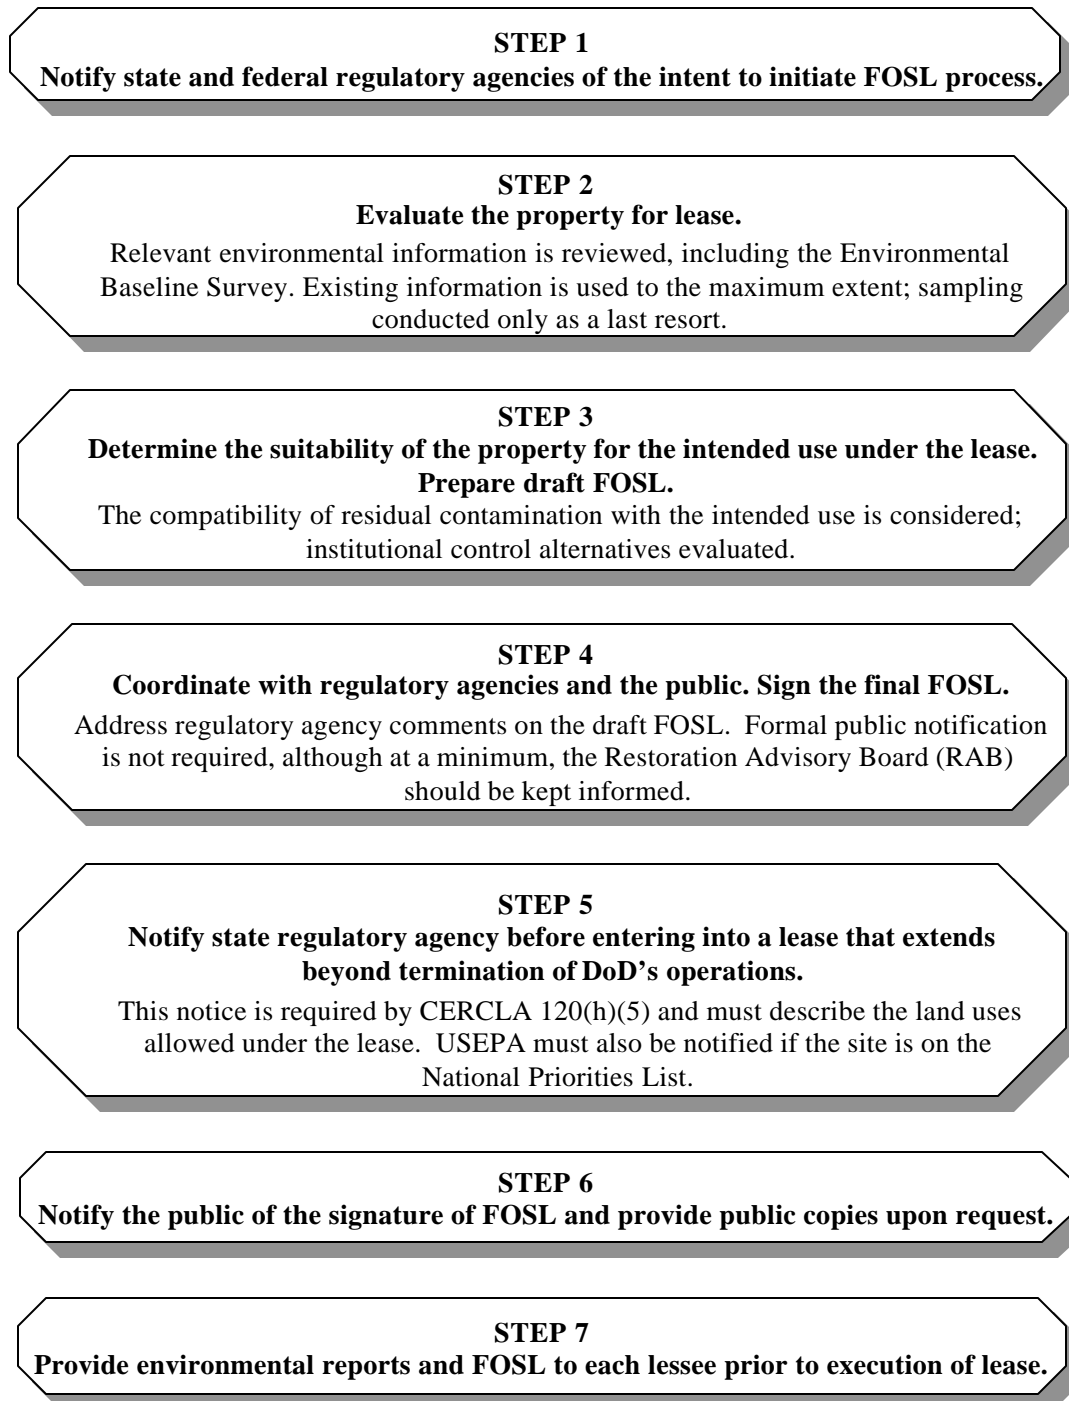 STEP 1
Notify state and federal regulatory agencies of the intent to initiate FOSL process.
STEP 2
Evaluate the property for lease.
Relevant environmental information is reviewed, including the Environmental
Baseline Survey. Existing information is used to the maximum extent; sampling
conducted only as a last resort.
STEP 3
Determine the suitability of the property for the intended use under the lease.
Prepare draft FOSL.
The compatibility of residual contamination with the intended use is considered;
institutional control alternatives evaluated.
STEP 4
Coordinate with regulatory agencies and the public. Sign the final FOSL.
Address regulatory agency comments on the draft FOSL.  Formal public notification
is not required, although at a minimum, the Restoration Advisory Board (RAB)
should be kept informed.
STEP 5
Notify state regulatory agency before entering into a lease that extends
beyond termination of DoD’s operations.
This notice is required by CERCLA 120(h)(5) and must describe the land uses
allowed under the lease.  USEPA must also be notified if the site is on the
National Priorities List.
STEP 6
Notify the public of the signature of FOSL and provide public copies upon request.
STEP 7
Provide environmental reports and FOSL to each lessee prior to execution of lease.